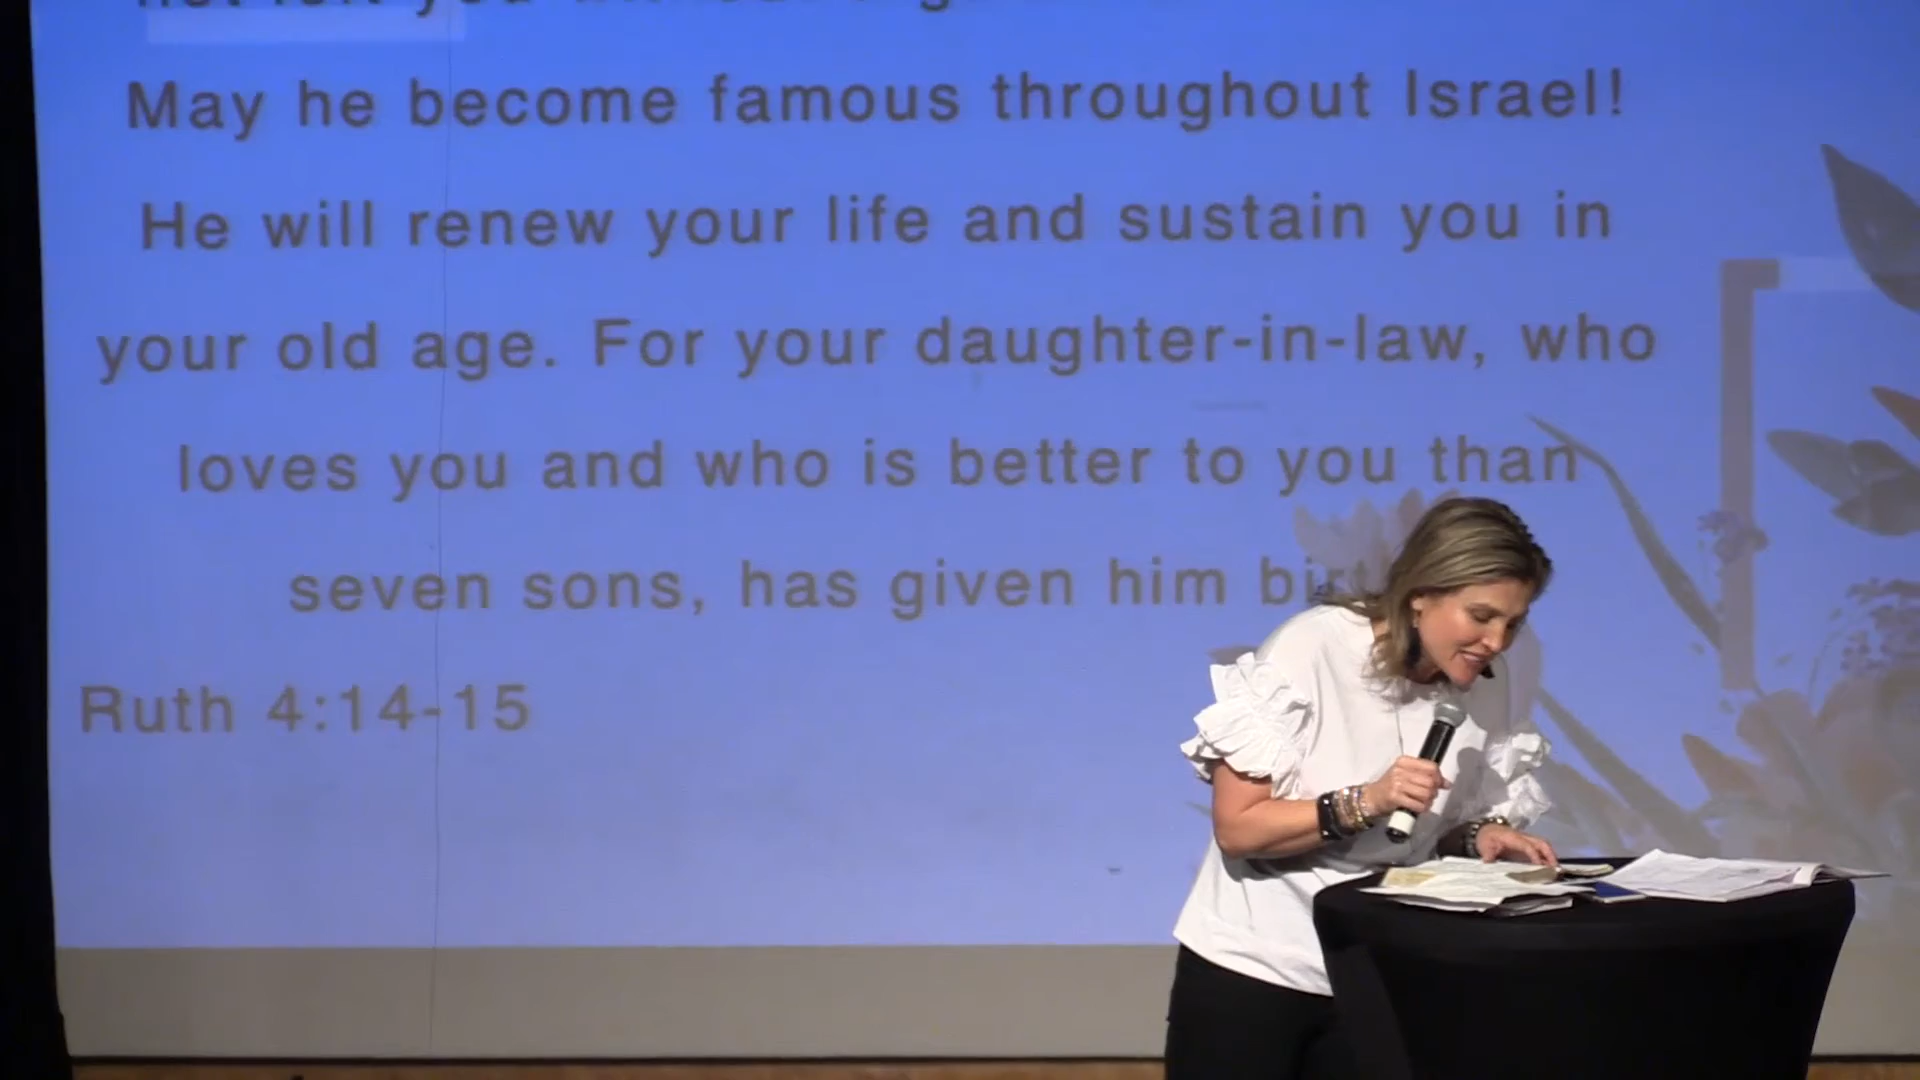 May he become famous throughout Israel!
He will renew your life and sustain you in
your old age. For your daughter-in-law, who
loves you and who is better to you than
seven sons, has given him
Ruth 4:14-15